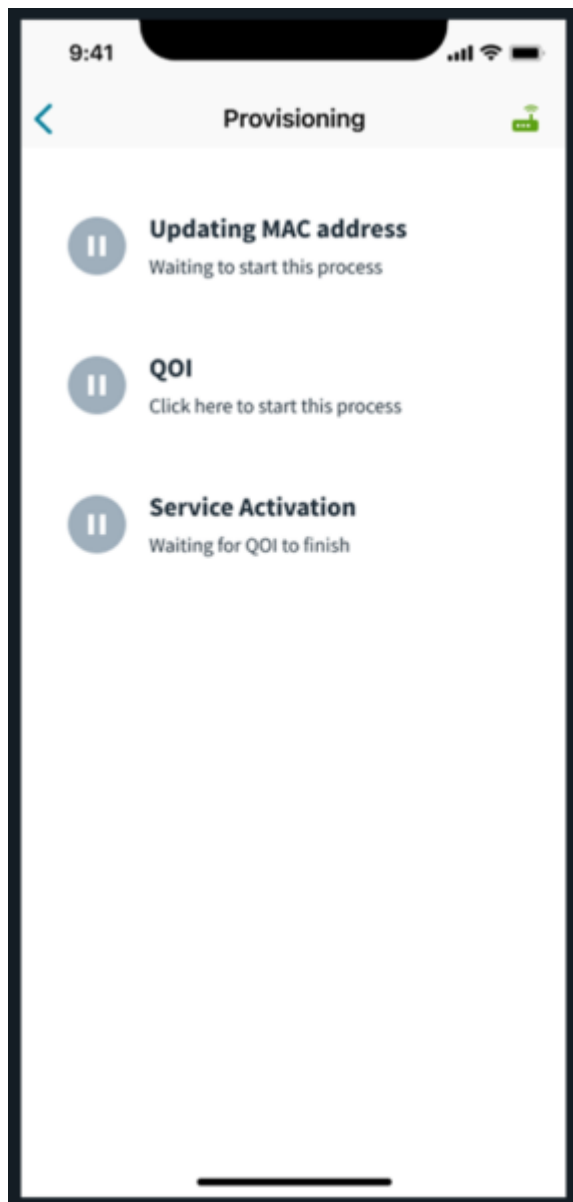 9:41
Provisioning
Updating MAC address
Waiting to start this process
QOI
Click here to start this process
Service Activation
Waiting for QOI to finish